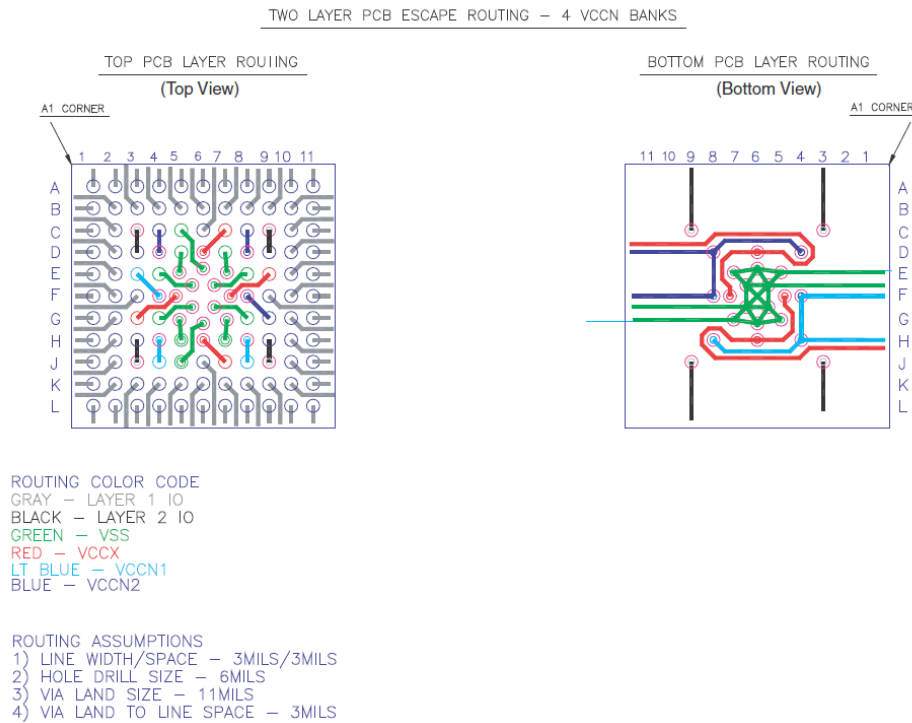 TWO LAYER PCB ESCAPE ROUTING – 4 VCCN BANKS
TOP PCB LAYER ROUIING
(Top View)
A1 CORNER
1 2 3 4 5 6 7 8 9 10 11
A
B
C
D
E
F
G
H
J
K
L
BOTTOM PCB LAYER ROUTING
(Bottom View)
A1 CORNER
11 10 9 8 7 6 5 4 3 2 1
A
B
C
D
E
F
G
H
J
K
L
ROUTING COLOR CODE
GRAY – LAYER 1 IO
BLACK – LAYER 2 IO
GREEN – VSS
RED – VCCX
LT BLUE – VCCN1
BLUE – VCCN2
ROUTING ASSUMPTIONS
1) LINE WIDTH/SPACE – 3MILS/3MILS
2) HOLE DRILL SIZE – 6MILS
3) VIA LAND SIZE – 11MILS
4) VIA LAND TO LINE SPACE – 3MILS